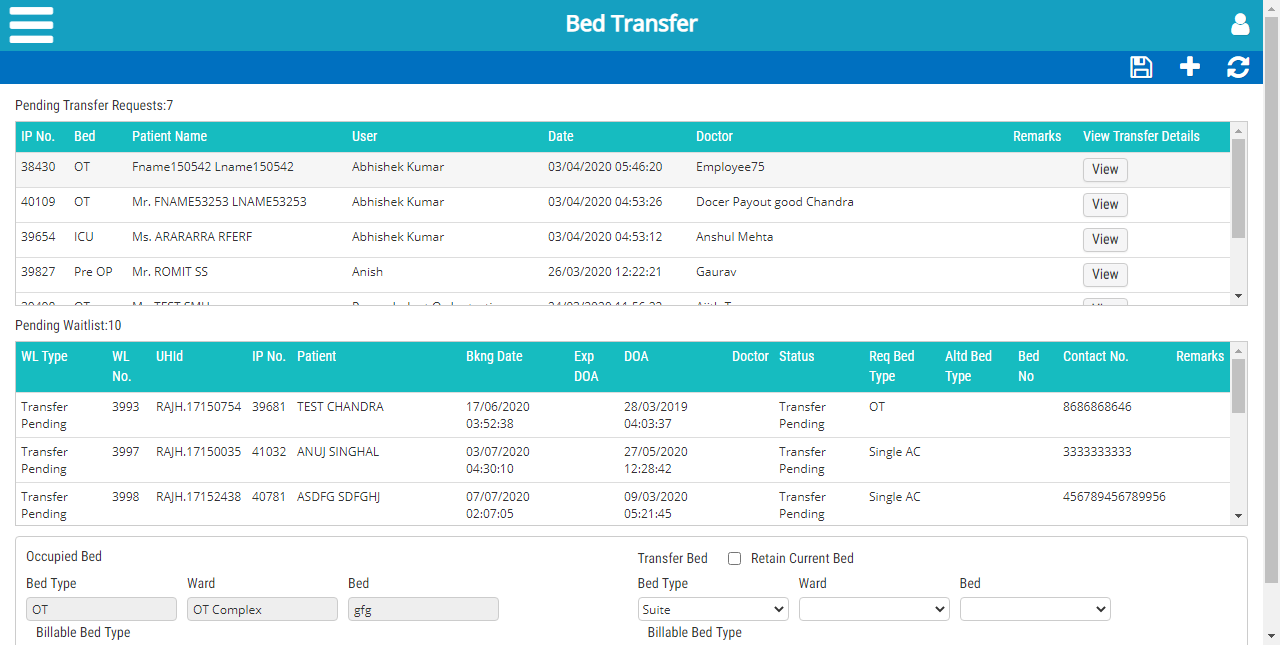 Bed Transfer
Pending Transfer Requests:7
IP No. Bed Patient Name User Date Doctor Remarks View Transfer Details
38430 OT Fname150542 Lname150542 Abhishek Kumar 03/04/2020 05:46:20 Employee75 View
40109 OT Mr. FNAME53253 LNAME53253 Abhishek Kumar 03/04/2020 04:53:26 Docer Payout good Chandra View
39654 ICU Ms. ARARARRA RFERF Abhishek Kumar 03/04/2020 04:53:12 Anshul Mehta View
39827 Pre OP Mr. ROMIT SS Anish 26/03/2020 12:22:21 Gaurav View
Pending Waitlist:10
WL Type WL UHId IP No. Patient Bkng Date Exp DOA Doctor Status Req Bed Altd Bed Bed Contact No. Remarks
No. DOA Type Type No
Transfer 3993 RAJH.17150754 39681 TEST CHANDRA 17/06/2020 28/03/2019 Transfer OT 8686868646
Pending 03:52:38 04:03:37 Pending
Transfer 3997 RAJH.17150035 41032 ANUJ SINGHAL 03/07/2020 27/05/2020 Transfer Single AC 3333333333
Pending 04:30:10 12:28:42 Pending
Transfer 3998 RAJH.17152438 40781 ASDFG SDFGHJ 07/07/2020 09/03/2020 Transfer Single AC 456789456789956
Pending 02:07:05 05:21:45 Pending
Occupied Bed Transfer Bed Retain Current Bed
Bed Type Ward Bed Bed Type Ward Bed
OT OT Complex gfg Suite
Billable Bed Type Billable Bed Type